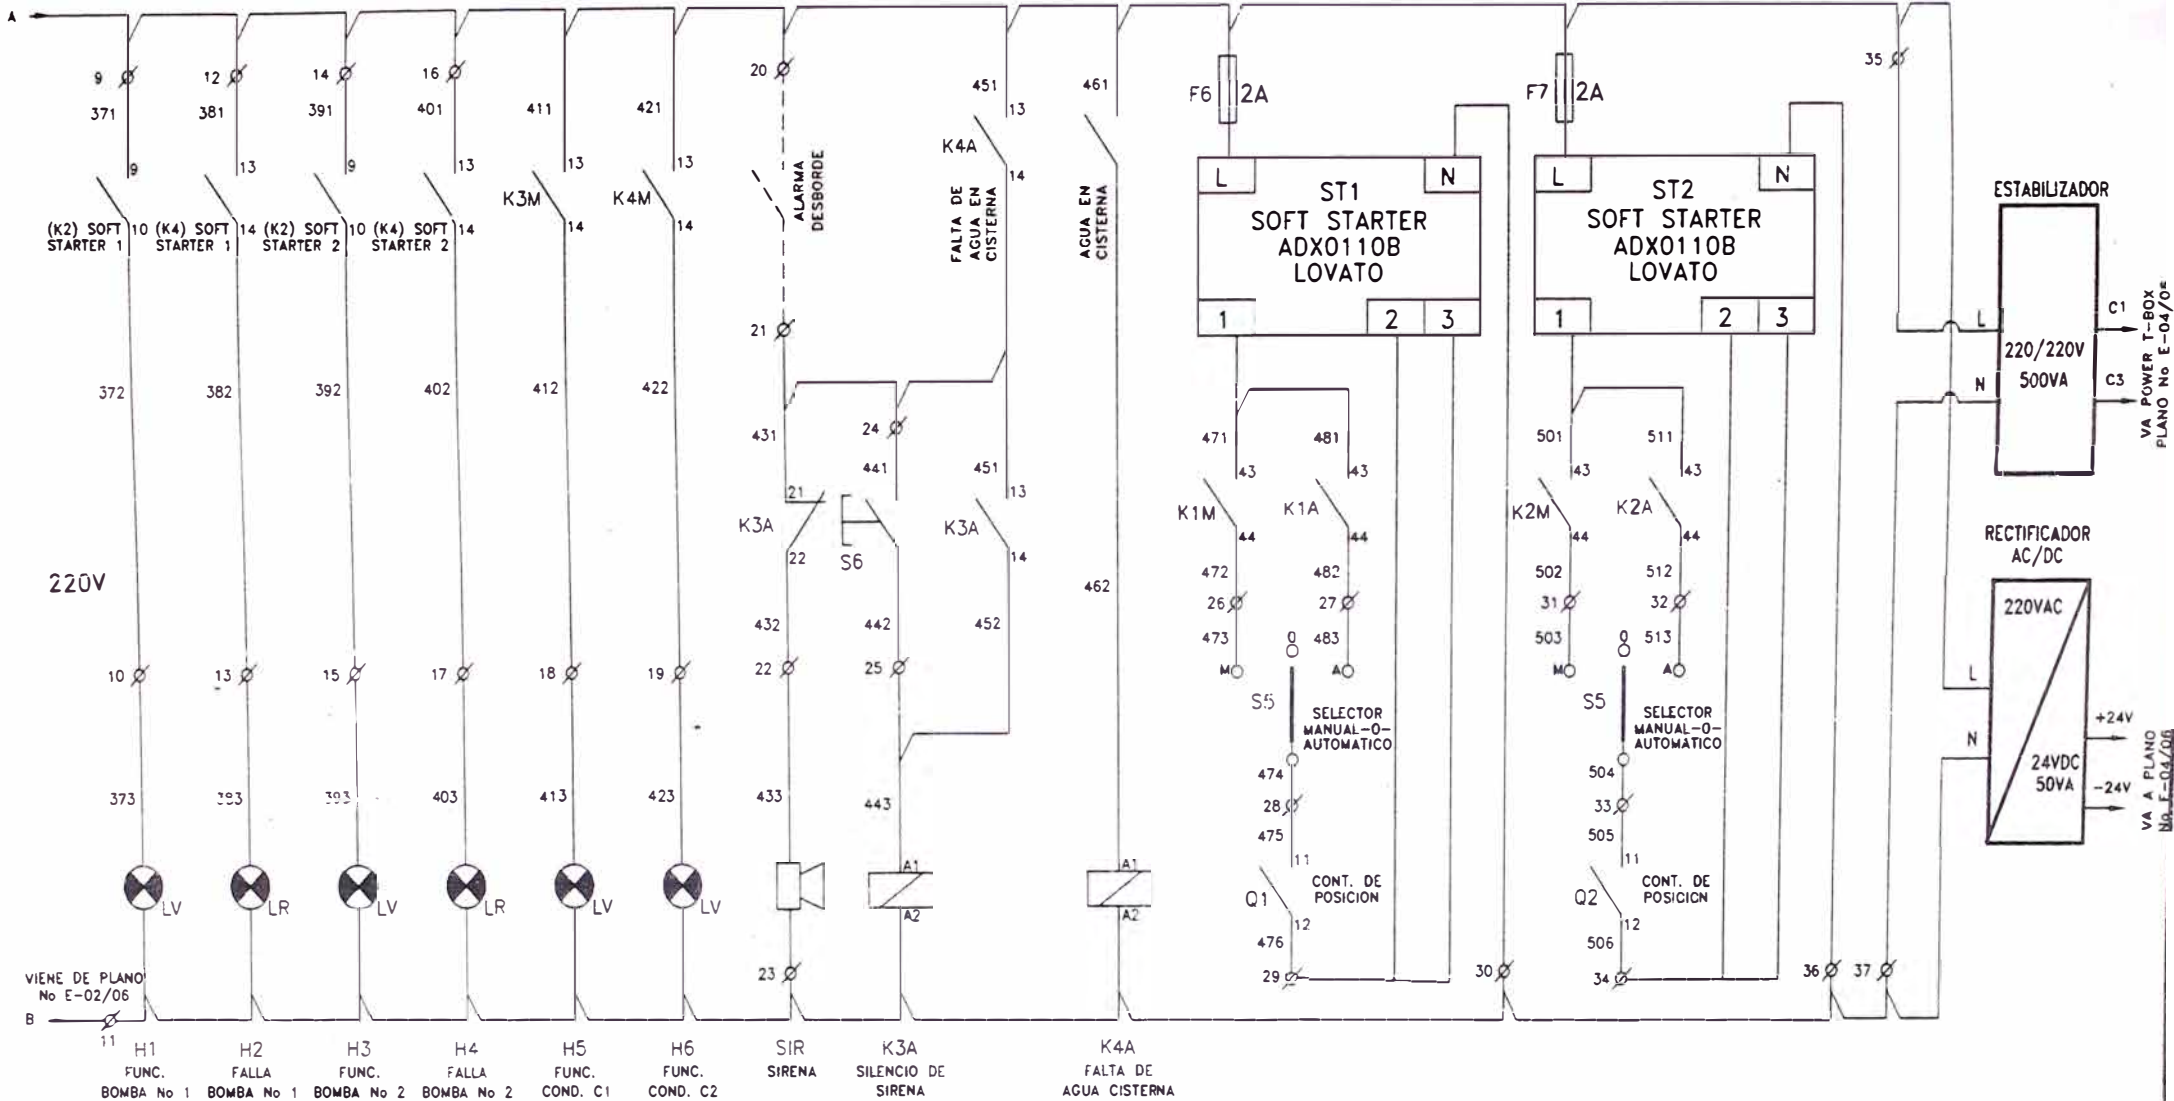 A
9
12
14
16
20
35
371
381
391
401
411
421
451
461
F6
2A
F7
2A
9
13
9
13
13
13
13
K4A
14
K3M
K4M
ALARMA
DESBORDE
FALTA DE
AGUA EN
CISTERNA
AGUA EN
CISTERNA
(K2) SOFT
STARTER 1
10
(K4) SOFT
STARTER 1
14
(K2) SOFT
STARTER 2
10
(K4) SOFT
STARTER 2
14
14
14
L
N
ST1
SOFT STARTER
ADX0110B
LOVATO
1
2
3
L
N
ST2
SOFT STARTER
ADX0110B
LOVATO
1
2
3
ESTABILIZADOR
L
N
220/220V
500VA
C1
C3
VA POWER T-BOX
PLANO No E-04/0
21
372
382
392
402
412
422
431
24
441
451
471
481
501
511
21
K3A
22
S6
13
K3A
14
43
K1M
44
43
K1A
44
43
K2M
44
43
K2A
44
RECTIFICADOR
AC/DC
220VAC
24VDC
50VA
L
N
+24V
-24V
VA A PLANO
No E-04/06
220V
432
442
452
462
472
482
502
512
26
27
31
32
473
0
483
503
0
513
M
A
M
A
10
13
15
17
18
19
22
25
S5
SELECTOR
MANUAL-O-
AUTOMATICO
S5
SELECTOR
MANUAL-O-
AUTOMATICO
373
393
403
413
423
433
443
474
504
28
33
475
505
11
11
Q1
CONT. DE
POSICION
12
Q2
CONT. DE
POSICION
12
476
506
LV
LR
LV
LR
LV
LV
A1
A2
A1
A2
23
29
30
34
36
37
VIENE DE PLANO
No E-02/06
B
11
H1
FUNC.
BOMBA No 1
H2
FALLA
BOMBA No 1
H3
FUNC.
BOMBA No 2
H4
FALLA
BOMBA No 2
H5
FUNC.
COND. C1
H6
FUNC.
COND. C2
SIR
SIRENA
K3A
SILENCIO DE
SIRENA
K4A
FALTA DE
AGUA CISTERNA